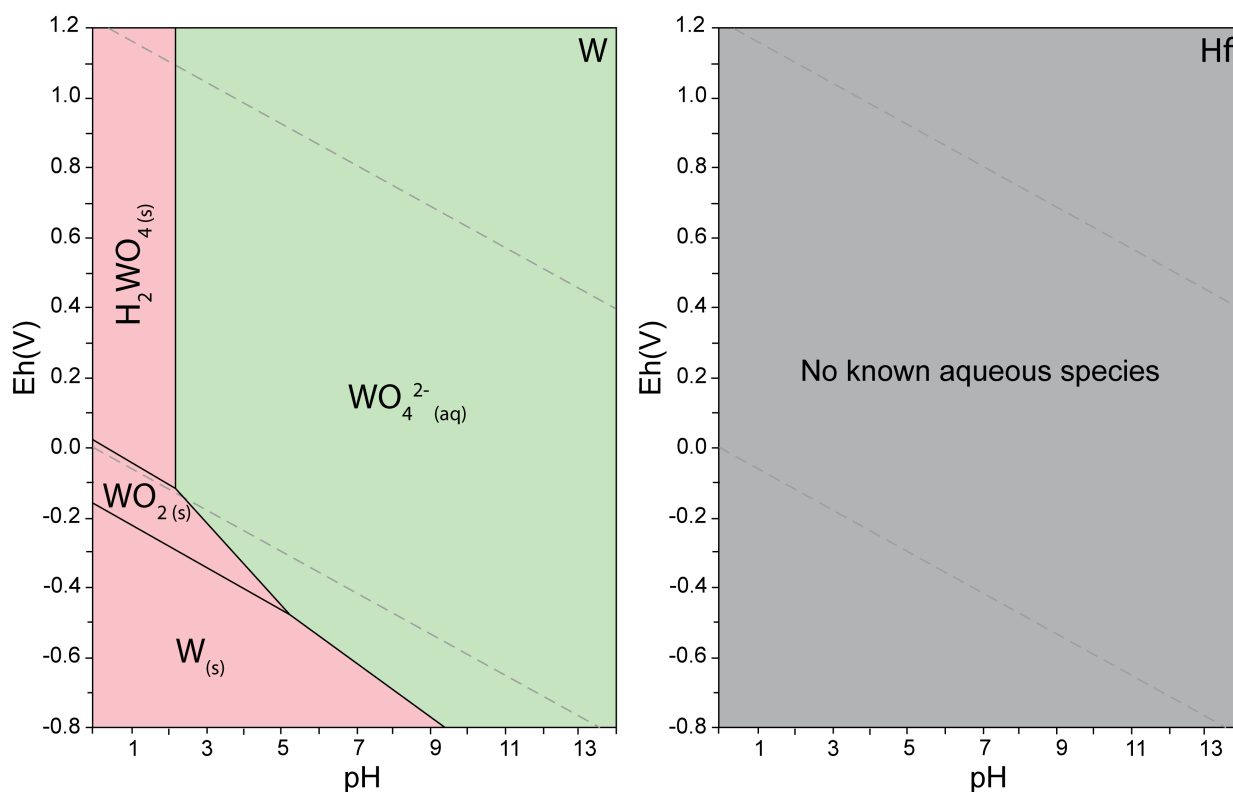 W
1.2
1.0
0.8
0.6
0.4
0.2
0.0
-0.2
-0.4
-0.6
-0.8
Eh(V)
H2WO4 (s)
WO4 2- (aq)
WO2 (s)
W(s)
1 3 5 7 9 11 13
pH
Hf
1.2
1.0
0.8
0.6
0.4
0.2
0.0
-0.2
-0.4
-0.6
-0.8
Eh(V)
No known aqueous species
1 3 5 7 9 11 13
pH